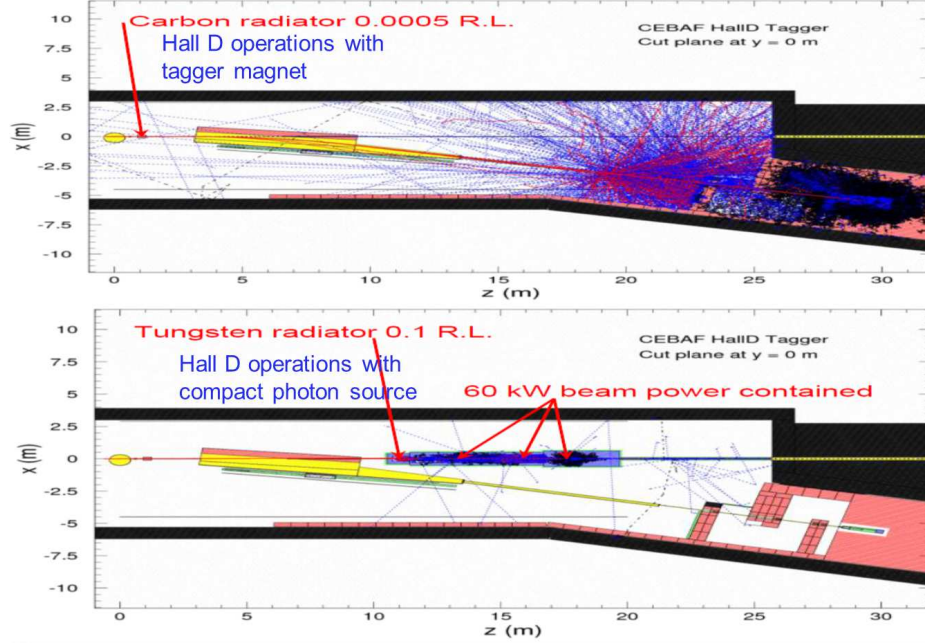 Carbon radiator 0.0005 R.L.
Hall D operations with
tagger magnet
CEBAF HallD Tagger
Cut plane at y = 0 m
x (m)
10
7.5
5
2.5
0
-2.5
-5
-7.5
-10
0
5
10
15
20
25
30
z (m)
Tungsten radiator 0.1 R.L.
Hall D operations with
compact photon source
CEBAF HallD Tagger
Cut plane at y = 0 m
60 kW beam power contained
x (m)
10
7.5
5
2.5
0
-2.5
-5
-7.5
-10
0
5
10
15
20
25
30
z (m)